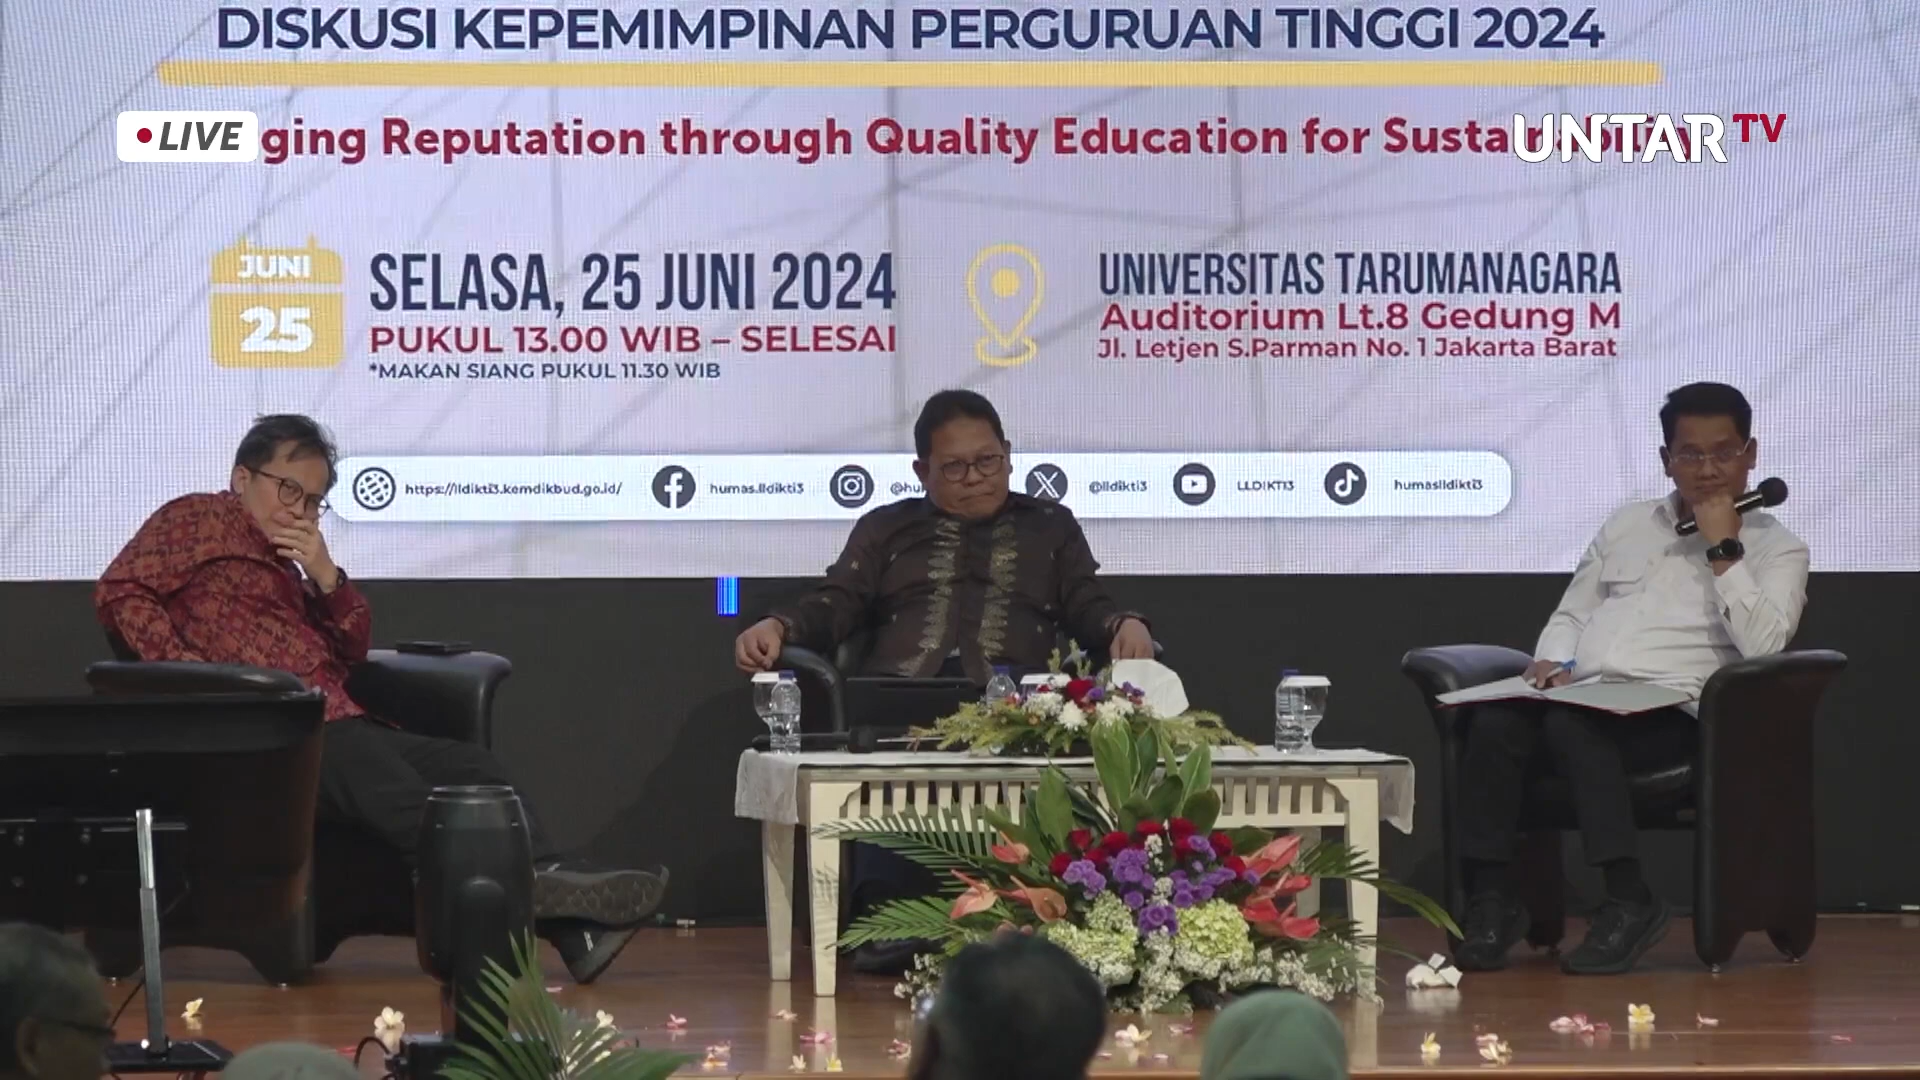 DISKUSI KEPEMIMPINAN PERGURUAN TINGGI 2024
LIVE
ging Reputation through Quality Education for
UNTAR TV
JUNI
25
SELASA, 25 JUNI 2024
PUKUL 13.00 WIB – SELESAI
*MAKAN SIANG PUKUL 11.30 WIB
UNIVERSITAS TARUMANAGARA
Auditorium Lt.8 Gedung M
Jl. Letjen S.Parman No. 1 Jakarta Barat
https://lldikti3.kemdikbud.go.id/
humas.lldikti3
@lldikti3
LLDIKTI3
humaslldikti3